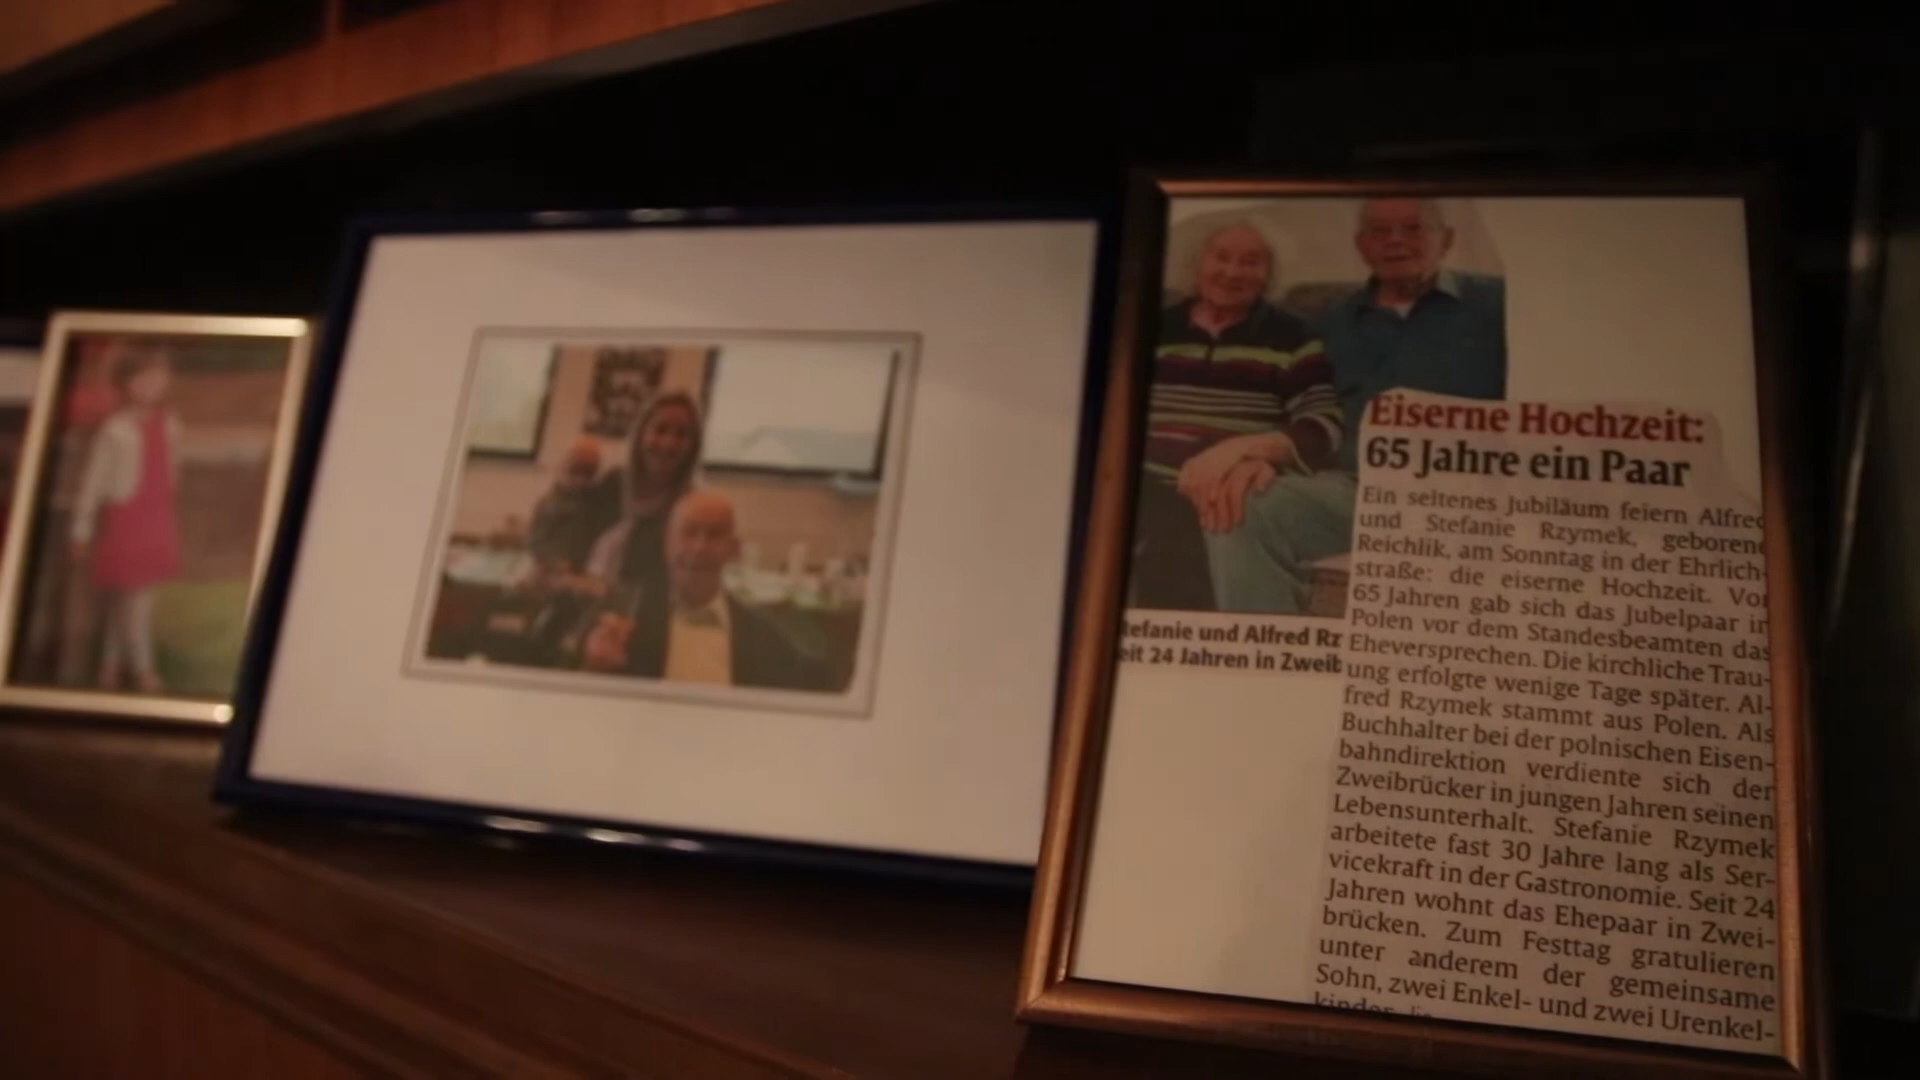 Eiserne Hochzeit:
65 Jahre ein Paar
Ein seltenes Jubiläum feiern Alfred
und Stefanie Rzymek, geborene
Reichlik, am Sonntag in der Ehrlich-
straße: die eiserne Hochzeit. Vor
65 Jahren gab sich das Jubelpaar in
Polen vor dem Standesbeamten das
Eheversprechen. Die kirchliche Trau-
ung erfolgte wenige Tage später. Al-
fred Rzymek stammt aus Polen. Als
Buchhalter bei der polnischen Eisen-
bahndirektion verdiente sich der
Zweibrücker in jungen Jahren seinen
Lebensunterhalt. Stefanie Rzymek
arbeitete fast 30 Jahre lang als Ser-
vicekraft in der Gastronomie. Seit 24
Jahren wohnt das Ehepaar in Zwei-
brücken. Zum Festtag gratulieren
unter anderem der gemeinsame
Sohn, zwei Enkel- und zwei Urenkel-
kinder
tefanie und Alfred Rz
eit 24 Jahren in Zweib